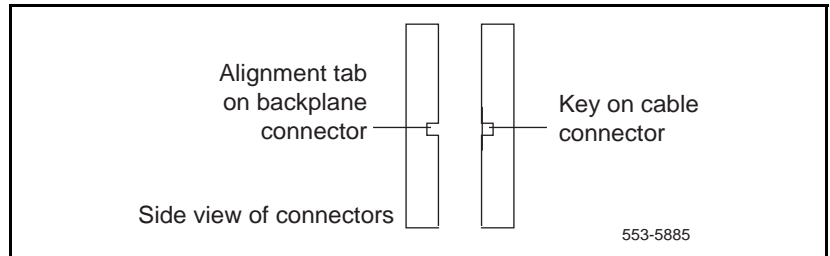 Alignment tab
on backplane
connector
Key on cable
connector
Side view of connectors
553-5885